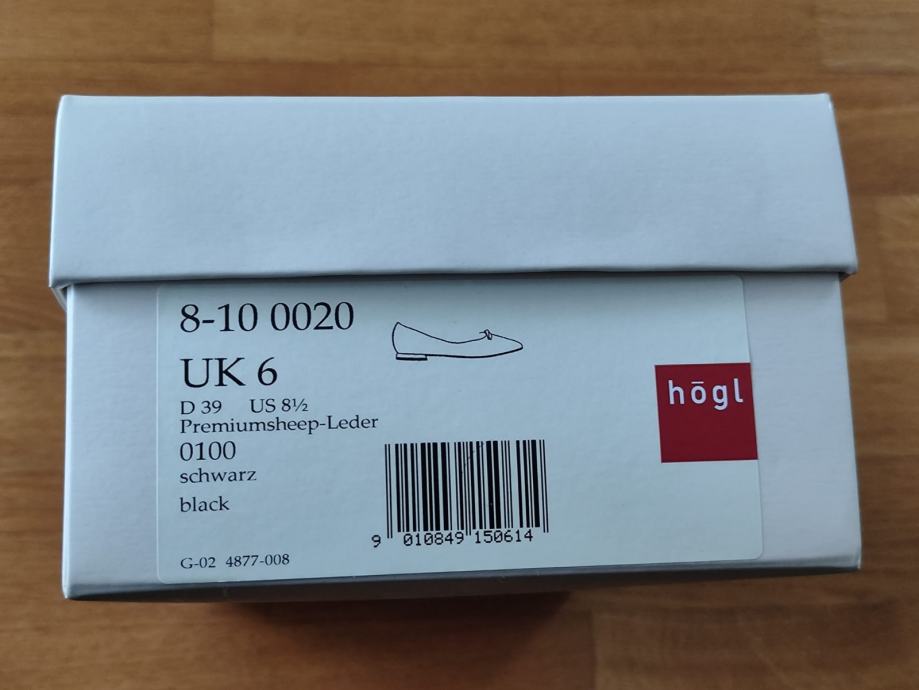 8-10 0020
UK 6
D 39 US 8½
Premiumsheep-Leder
0100
schwarz
black
G-02 4877-008
9 010849 150614
hōgl